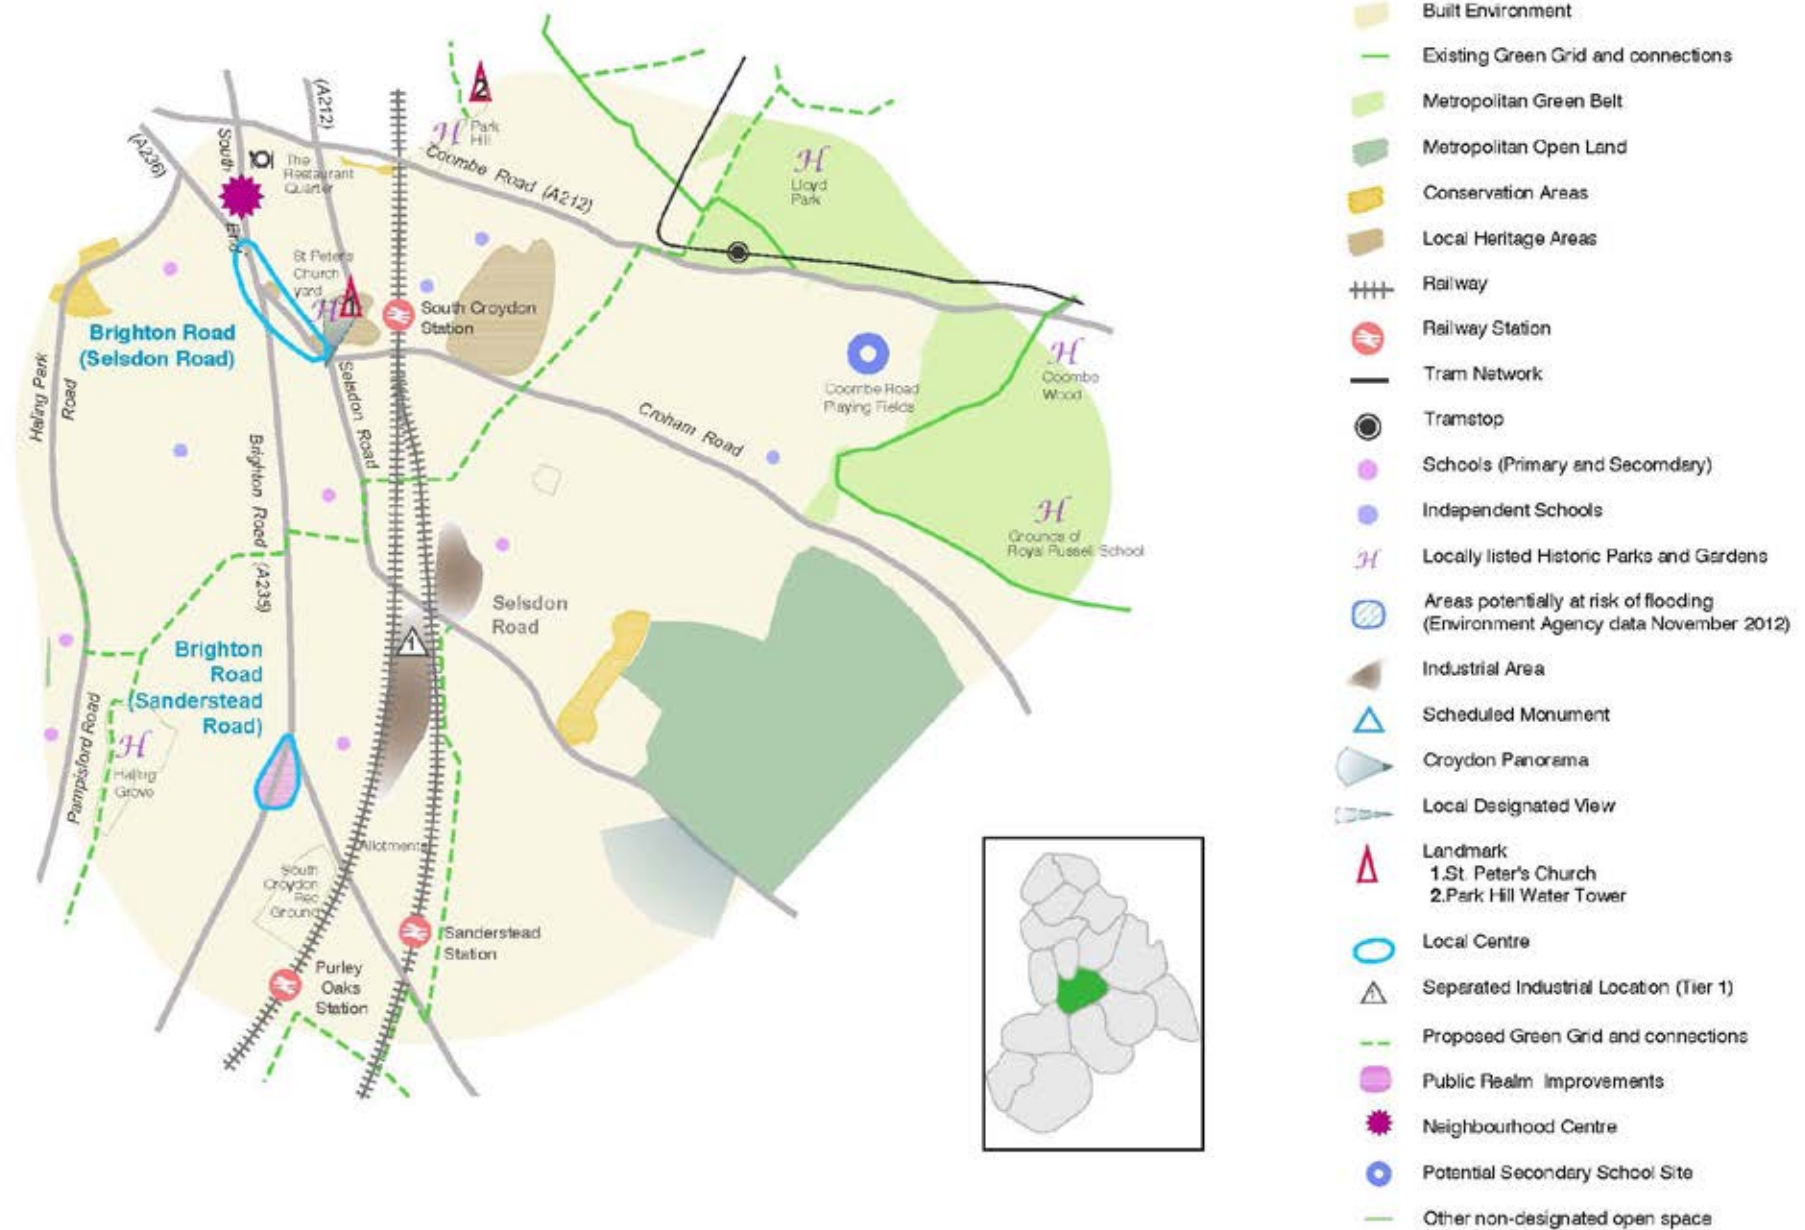 (A236)
South
End
(A212)
The
Restaurant
Quarter
2
H
Park
Hill
Coombe Road (A212)
H
Lloyd
Park
St Peter's
Church
yard
H
1
South Croydon
Station
Brighton Road
(Selsdon Road)
Haling Park
Road
Selsdon Road
Brighton Road (A235)
Croham Road
Coombe Road
Playing Fields
H
Coombe
Wood
H
Grounds of
Royal Russell School
Selsdon
Road
1
Brighton
Road
(Sanderstead
Road)
Pampisford Road
H
Haling
Grove
Allotments
South
Croydon
Rec
Ground
Sanderstead
Station
Purley
Oaks
Station
Built Environment
Existing Green Grid and connections
Metropolitan Green Belt
Metropolitan Open Land
Conservation Areas
Local Heritage Areas
Railway
Railway Station
Tram Network
Tramstop
Schools (Primary and Secomdary)
Independent Schools
H
Locally listed Historic Parks and Gardens
Areas potentially at risk of flooding
(Environment Agency data November 2012)
Industrial Area
Scheduled Monument
Croydon Panorama
Local Designated View
Landmark
1.St. Peter's Church
2.Park Hill Water Tower
Local Centre
1
Separated Industrial Location (Tier 1)
Proposed Green Grid and connections
Public Realm Improvements
Neighbourhood Centre
Potential Secondary School Site
Other non-designated open space